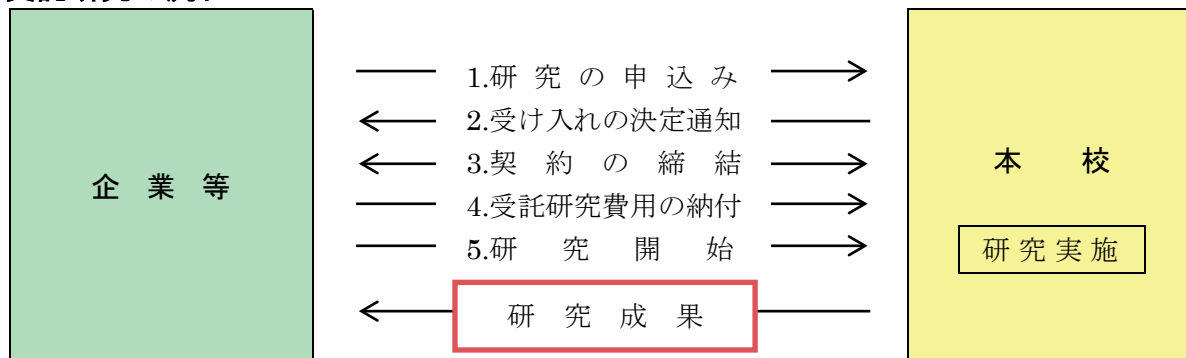 1.研究の申込み
2.受け入れの決定通知
3.契約の締結
4.受託研究費用の納付
5.研究開始
研究成果
企業等
本校
研究実施